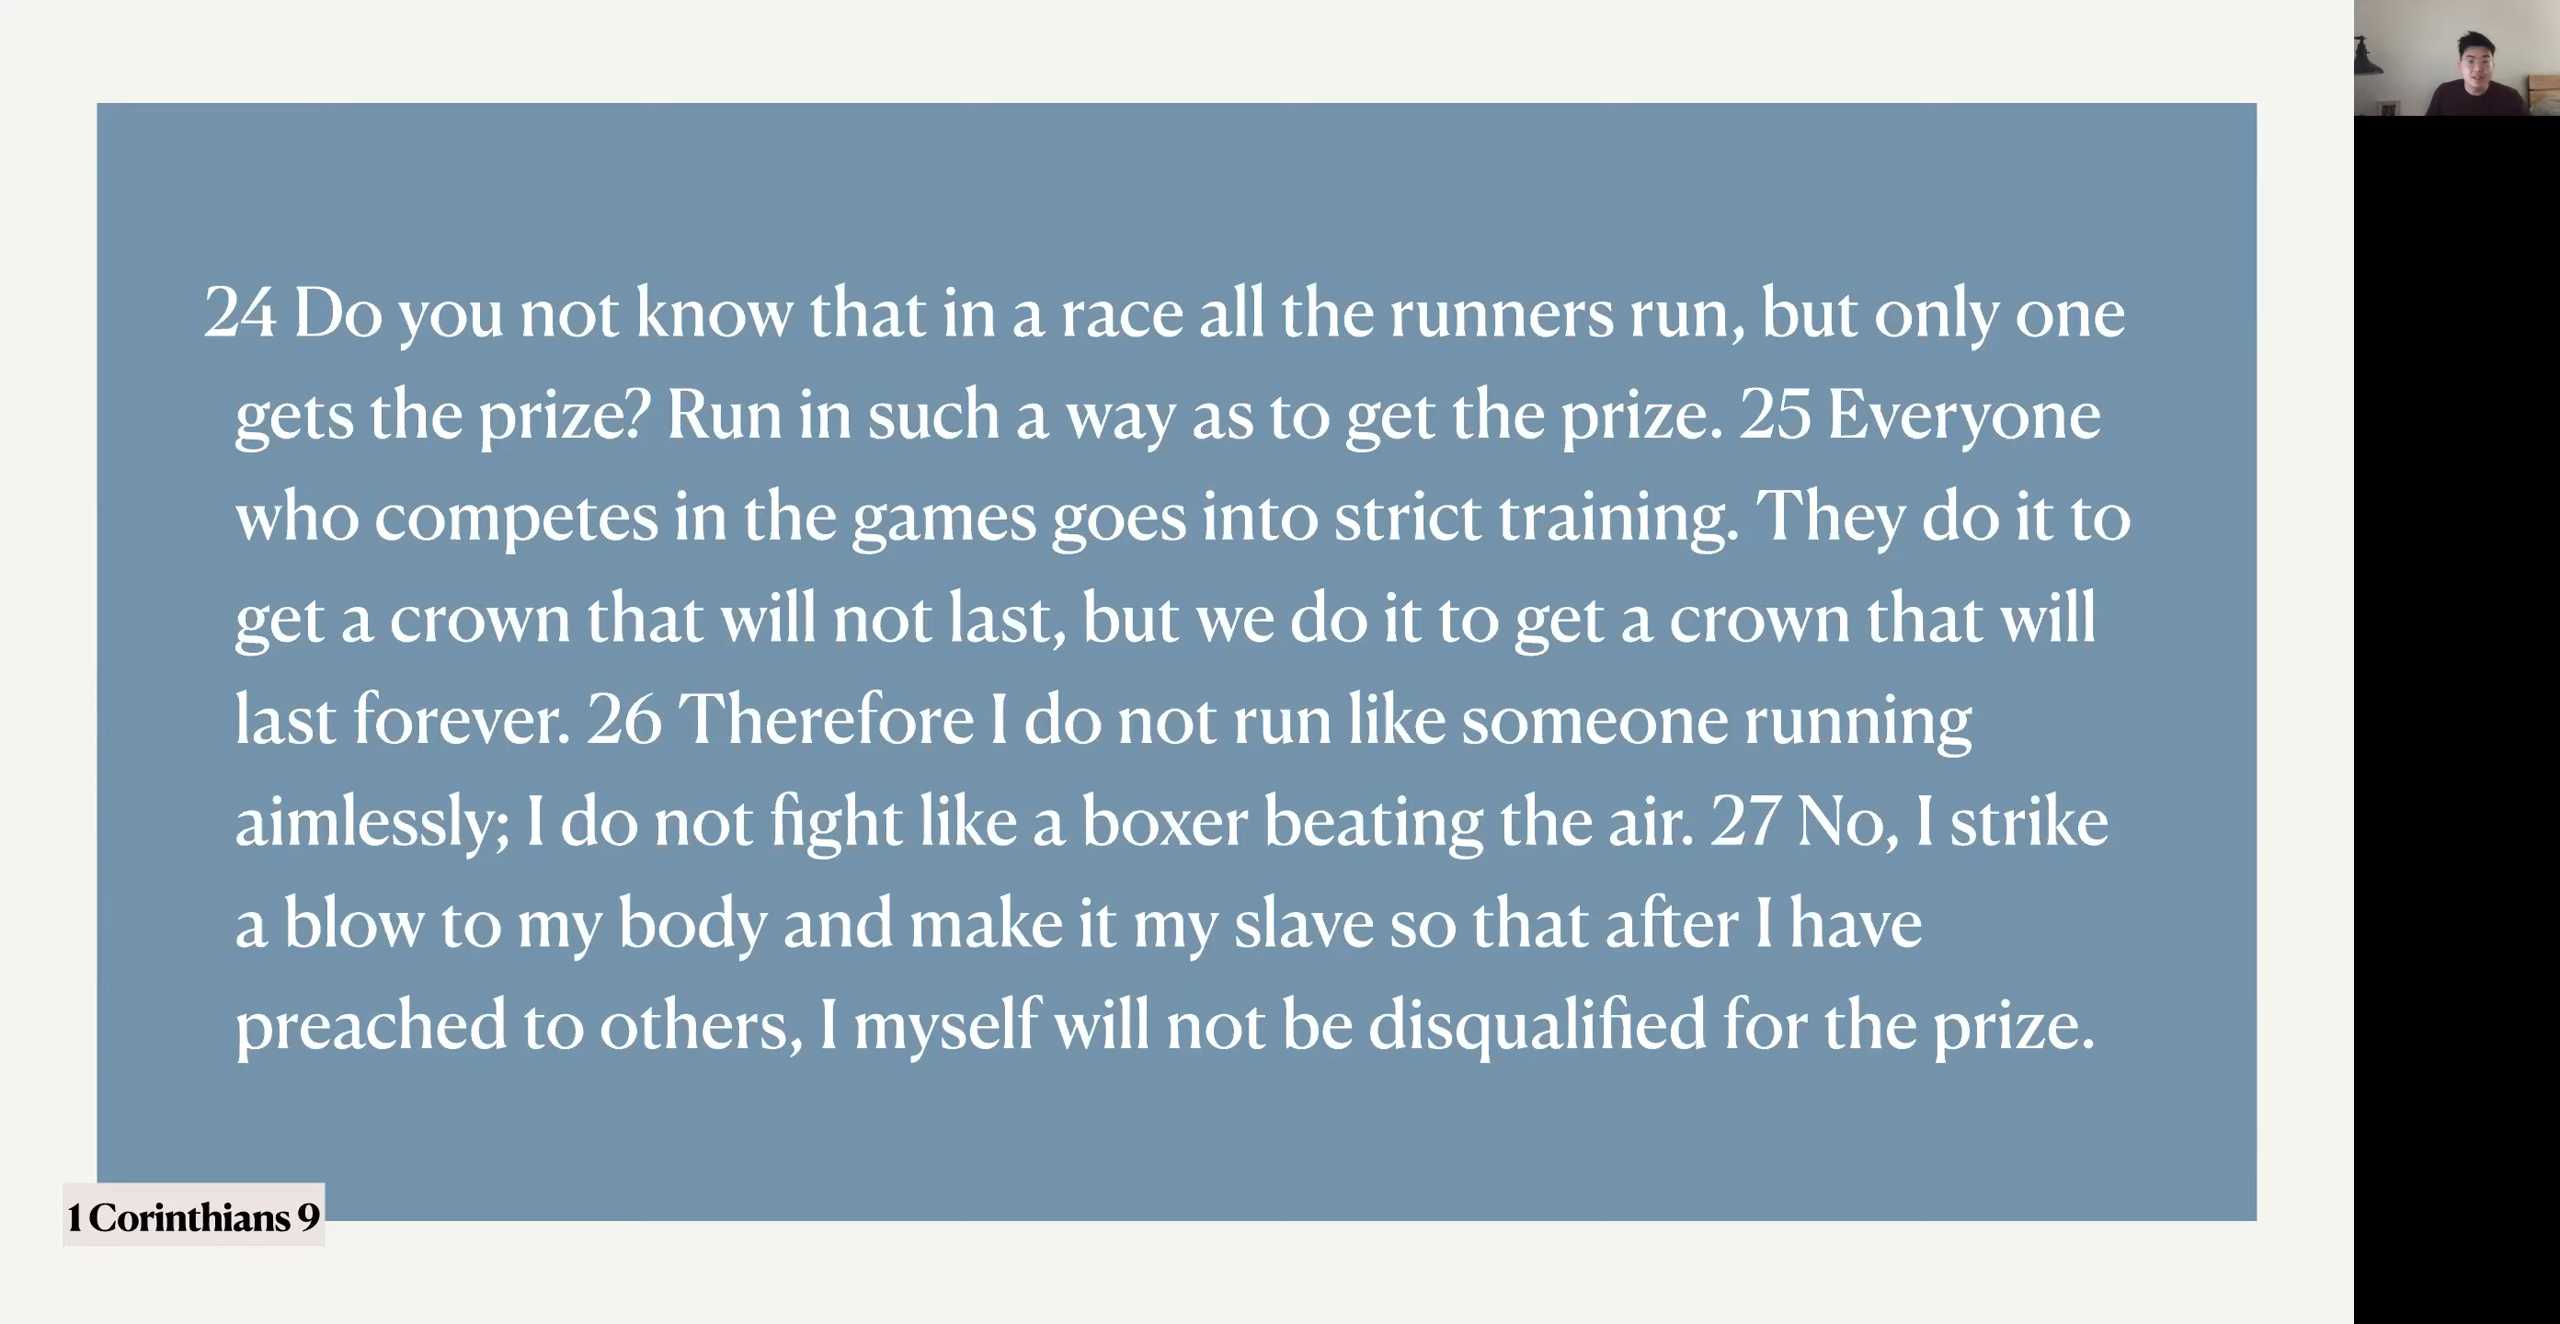 24 Do you not know that in a race all the runners run, but only one
gets the prize? Run in such a way as to get the prize. 25 Everyone
who competes in the games goes into strict training. They do it to
get a crown that will not last, but we do it to get a crown that will
last forever. 26 Therefore I do not run like someone running
aimlessly; I do not fight like a boxer beating the air. 27 No, I strike
a blow to my body and make it my slave so that after I have
preached to others, I myself will not be disqualified for the prize.
1 Corinthians 9